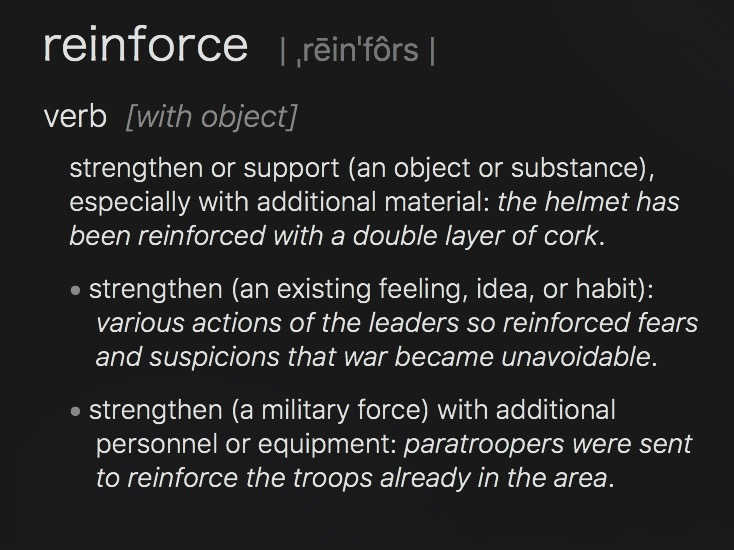 reinforce | ˌrēinˈfôrs |
verb [with object]
strengthen or support (an object or substance),
especially with additional material: the helmet has
been reinforced with a double layer of cork.
• strengthen (an existing feeling, idea, or habit):
various actions of the leaders so reinforced fears
and suspicions that war became unavoidable.
• strengthen (a military force) with additional
personnel or equipment: paratroopers were sent
to reinforce the troops already in the area.